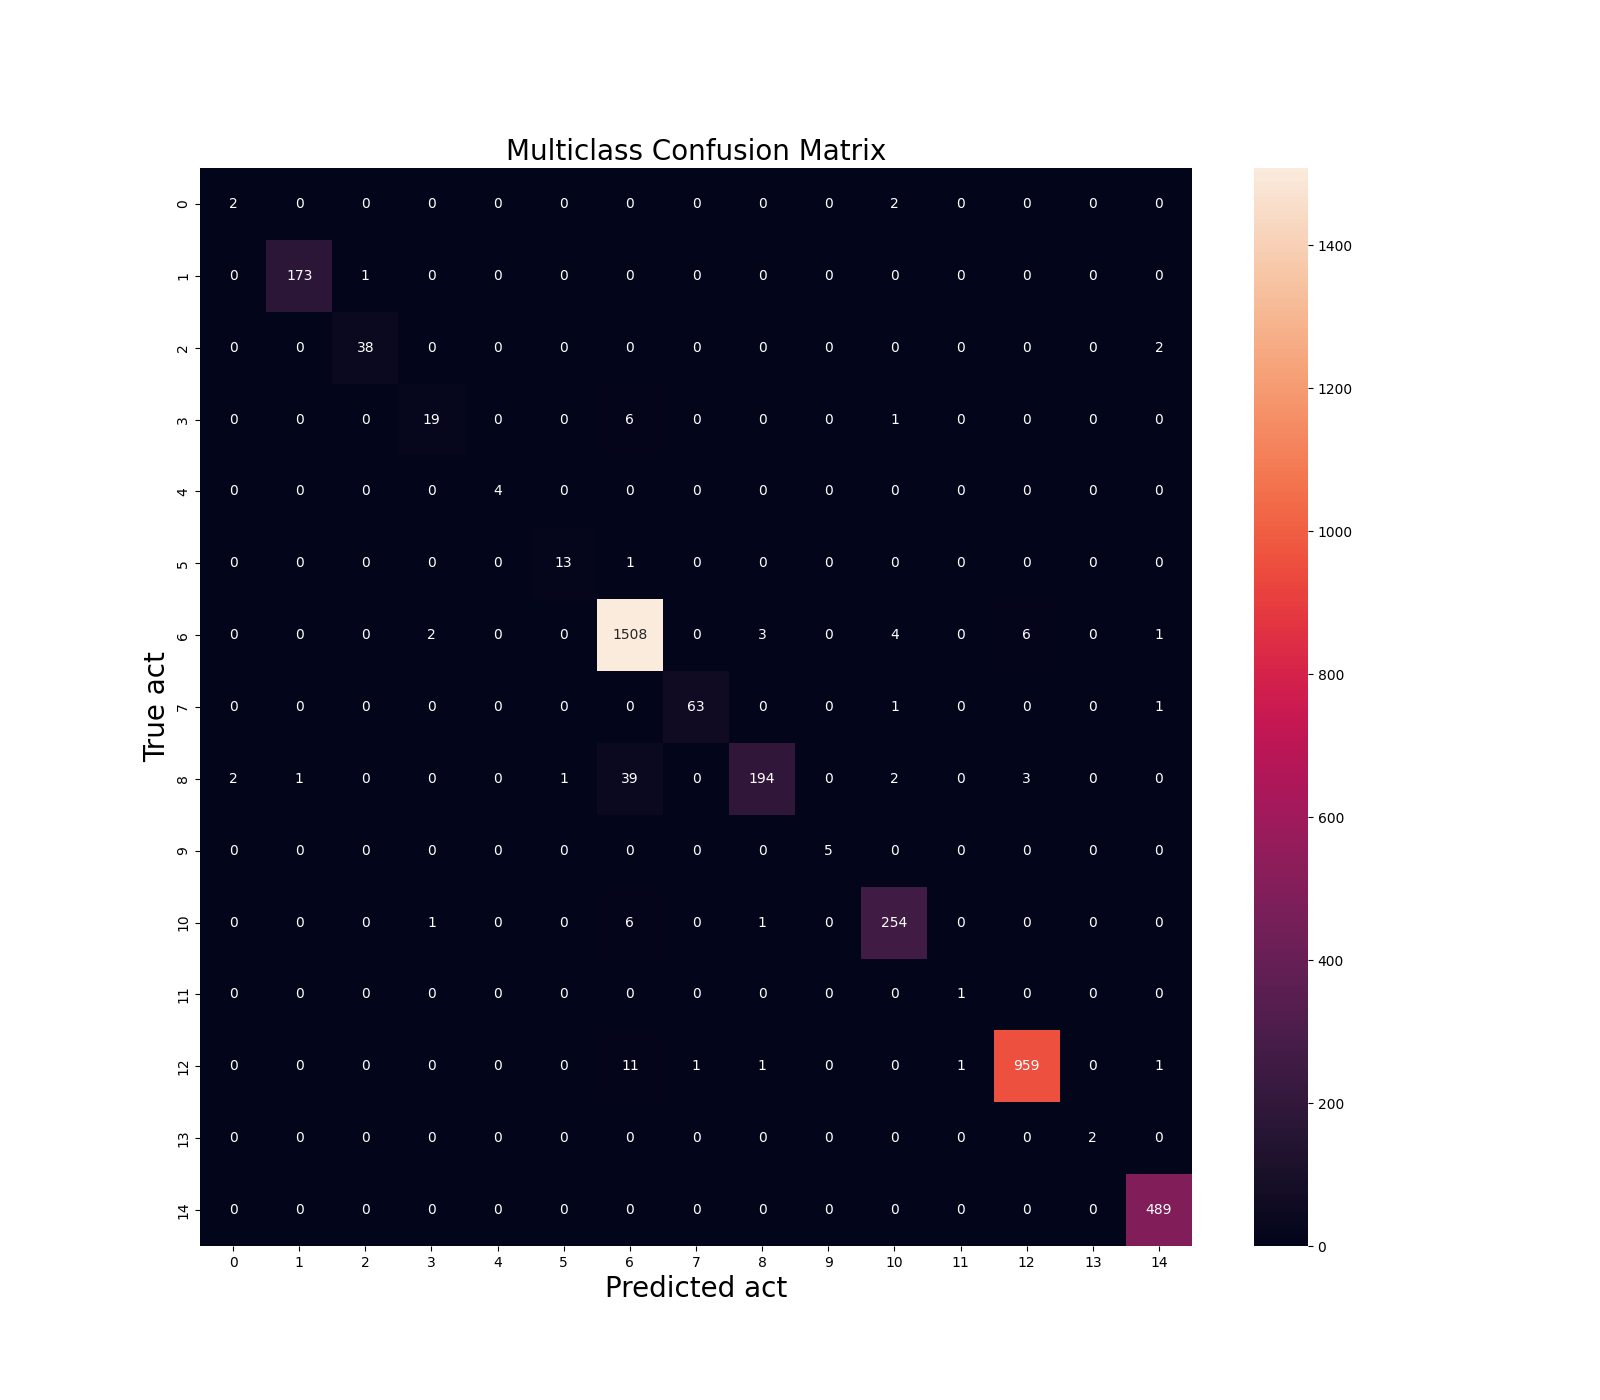 Multiclass Confusion Matrix
0 2 0 0 0 0 0 0 0 0 0 2 0 0 0 0
1 0 173 1 0 0 0 0 0 0 0 0 0 0 0 0
2 0 0 38 0 0 0 0 0 0 0 0 0 0 0 2
3 0 0 0 19 0 0 6 0 0 0 1 0 0 0 0
4 0 0 0 0 4 0 0 0 0 0 0 0 0 0 0
5 0 0 0 0 0 13 1 0 0 0 0 0 0 0 0
6 0 0 0 2 0 0 1508 0 3 0 4 0 6 0 1
7 0 0 0 0 0 0 0 63 0 0 1 0 0 0 1
8 2 1 0 0 0 1 39 0 194 0 2 0 3 0 0
9 0 0 0 0 0 0 0 0 0 5 0 0 0 0 0
10 0 0 0 1 0 0 6 0 1 0 254 0 0 0 0
11 0 0 0 0 0 0 0 0 0 0 0 1 0 0 0
12 0 0 0 0 0 0 11 1 1 0 0 1 959 0 1
13 0 0 0 0 0 0 0 0 0 0 0 0 0 2 0
14 0 0 0 0 0 0 0 0 0 0 0 0 0 0 489
0 1 2 3 4 5 6 7 8 9 10 11 12 13 14
Predicted act
True act
1400
1200
1000
800
600
400
200
0